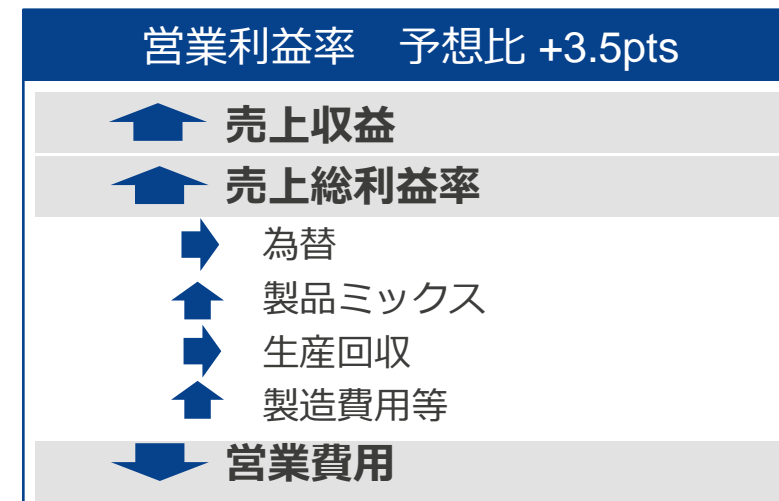 営業利益率　予想比 +3.5pts
売上収益
売上総利益率
為替
製品ミックス
生産回収
製造費用等
営業費用